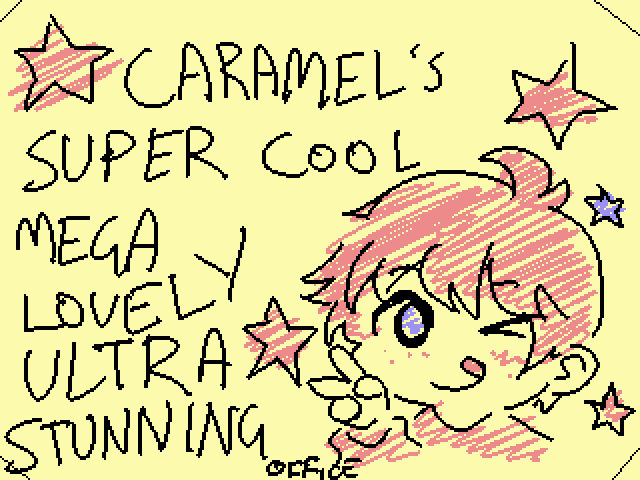 CARAMEL'S
SUPER COOL
MEGA
LOVELY
ULTRA
STUNNING
OFFICE